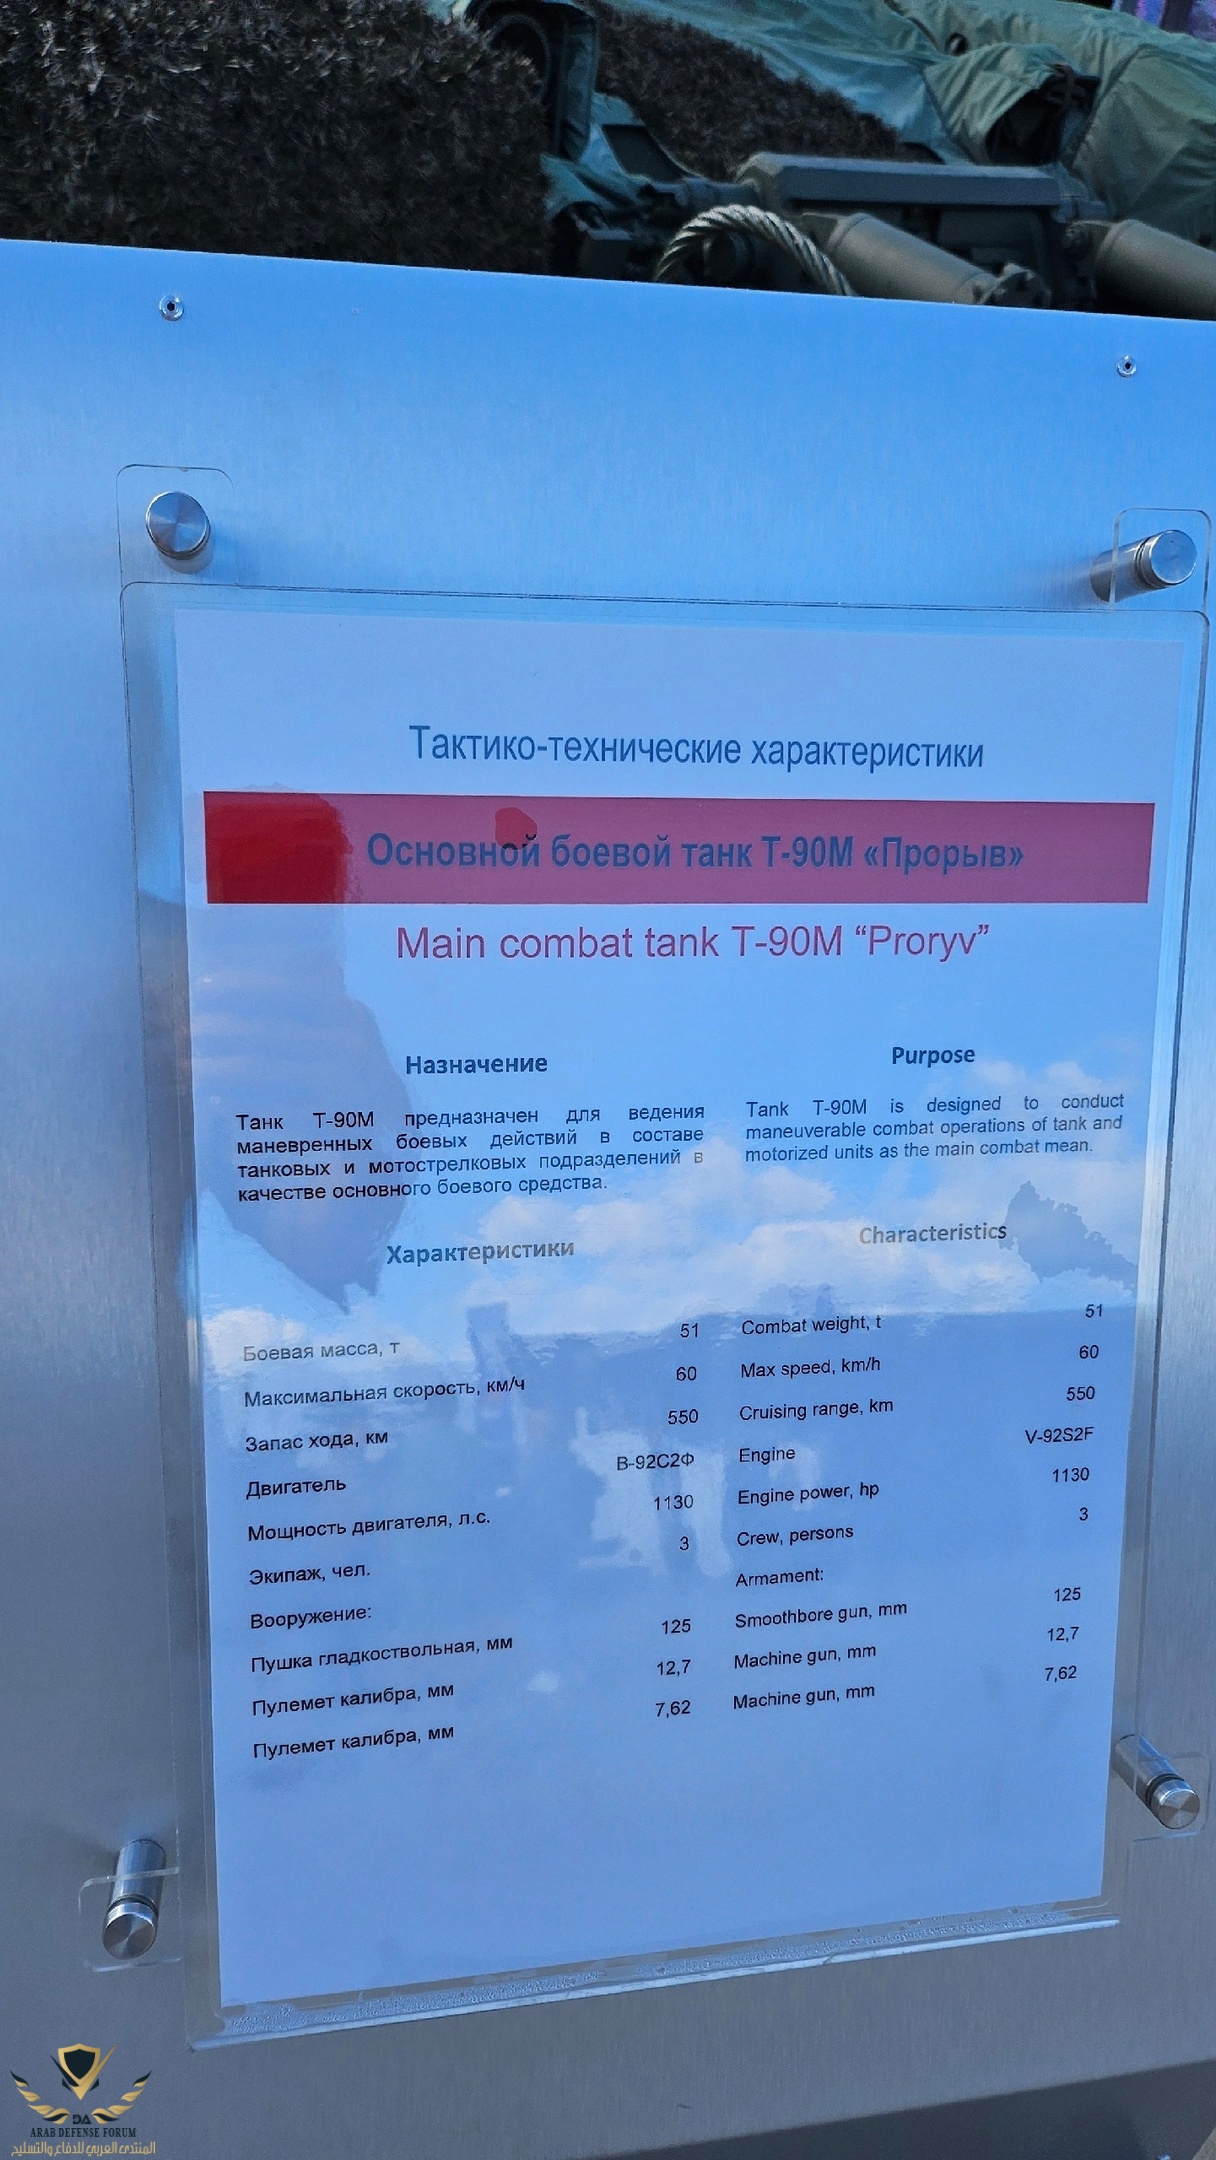 Тактико-технические характеристики
Основной боевой танк Т-90М «Прорыв»
Main combat tank T-90M “Proryv”
Назначение
Танк Т-90М предназначен для ведения
маневренных боевых действий в составе
танковых и мотострелковых подразделений в
качестве основного боевого средства.
Характеристики
Боевая масса, т 51
Максимальная скорость, км/ч 60
Запас хода, км 550
Двигатель В-92С2Ф
Мощность двигателя, л.с. 1130
Экипаж, чел. 3
Вооружение:
Пушка гладкоствольная, мм 125
Пулемет калибра, мм 12,7
Пулемет калибра, мм 7,62
Purpose
Tank T-90M is designed to conduct
maneuverable combat operations of tank and
motorized units as the main combat mean.
Characteristics
Combat weight, t 51
Max speed, km/h 60
Cruising range, km 550
Engine V-92S2F
Engine power, hp 1130
Crew, persons 3
Armament:
Smoothbore gun, mm 125
Machine gun, mm 12,7
Machine gun, mm 7,62
DA
ARAB DEFENSE FORUM
المنتدى العربي للدفاع والتسليح